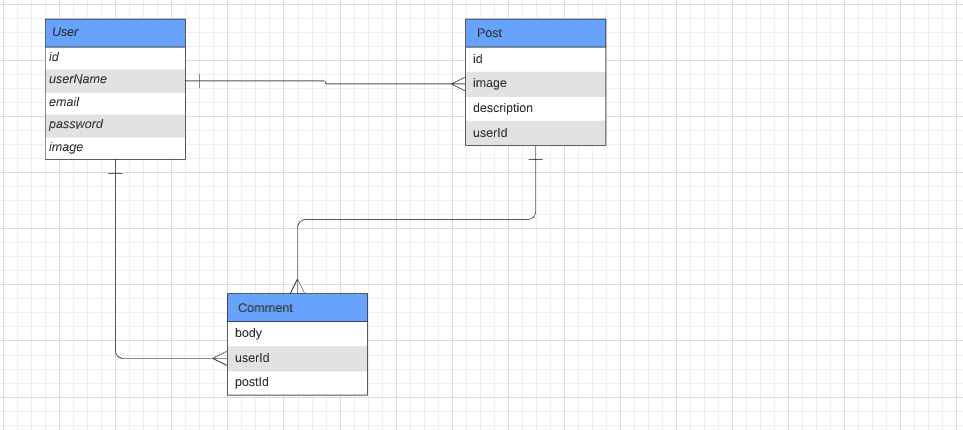 User
id
userName
email
password
image
Post
id
image
description
userId
Comment
body
userId
postId